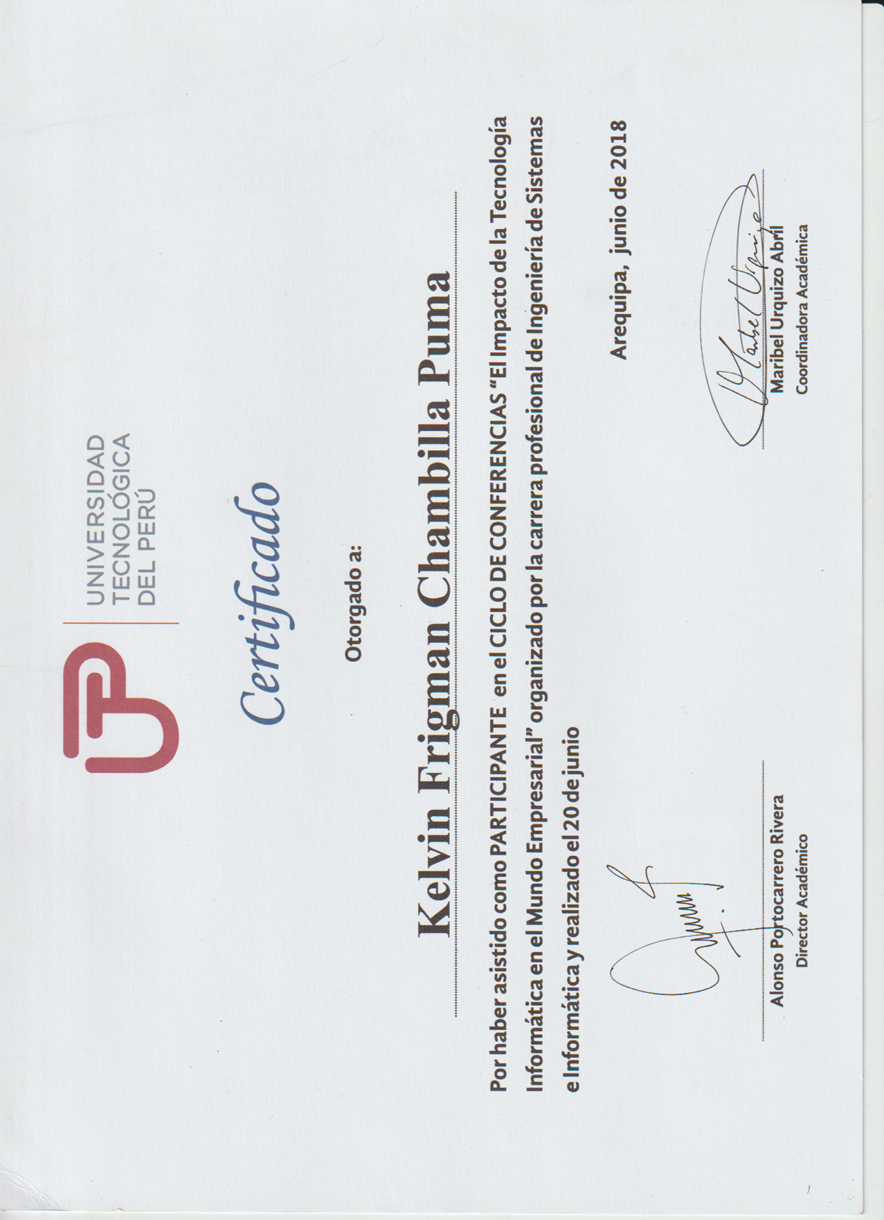 UNIVERSIDAD
TECNOLÓGICA
DEL PERÚ
Certificado
Otorgado a:
Kelvin Frigman Chambilla Puma
Por haber asistido como PARTICIPANTE en el CICLO DE CONFERENCIAS “El Impacto de la Tecnología
Informática en el Mundo Empresarial” organizado por la carrera profesional de Ingeniería de Sistemas
e Informática y realizado el 20 de junio
Arequipa, junio de 2018
Alonso Portocarrero Rivera
Director Académico
Maribel Urquizo Abril
Coordinadora Académica